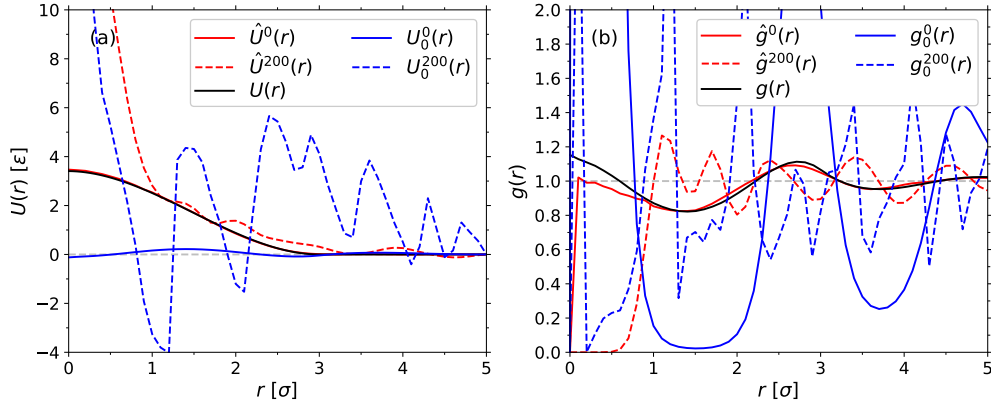 (a)
Û⁰(r)
Û²⁰⁰(r)
U(r)
U₀⁰(r)
U₀²⁰⁰(r)
10
8
6
4
2
0
−2
−4
U(r) [ε]
0 1 2 3 4 5
r [σ]
(b)
ĝ⁰(r)
ĝ²⁰⁰(r)
g(r)
g₀⁰(r)
g₀²⁰⁰(r)
2.0
1.8
1.6
1.4
1.2
1.0
0.8
0.6
0.4
0.2
0.0
g(r)
0 1 2 3 4 5
r [σ]